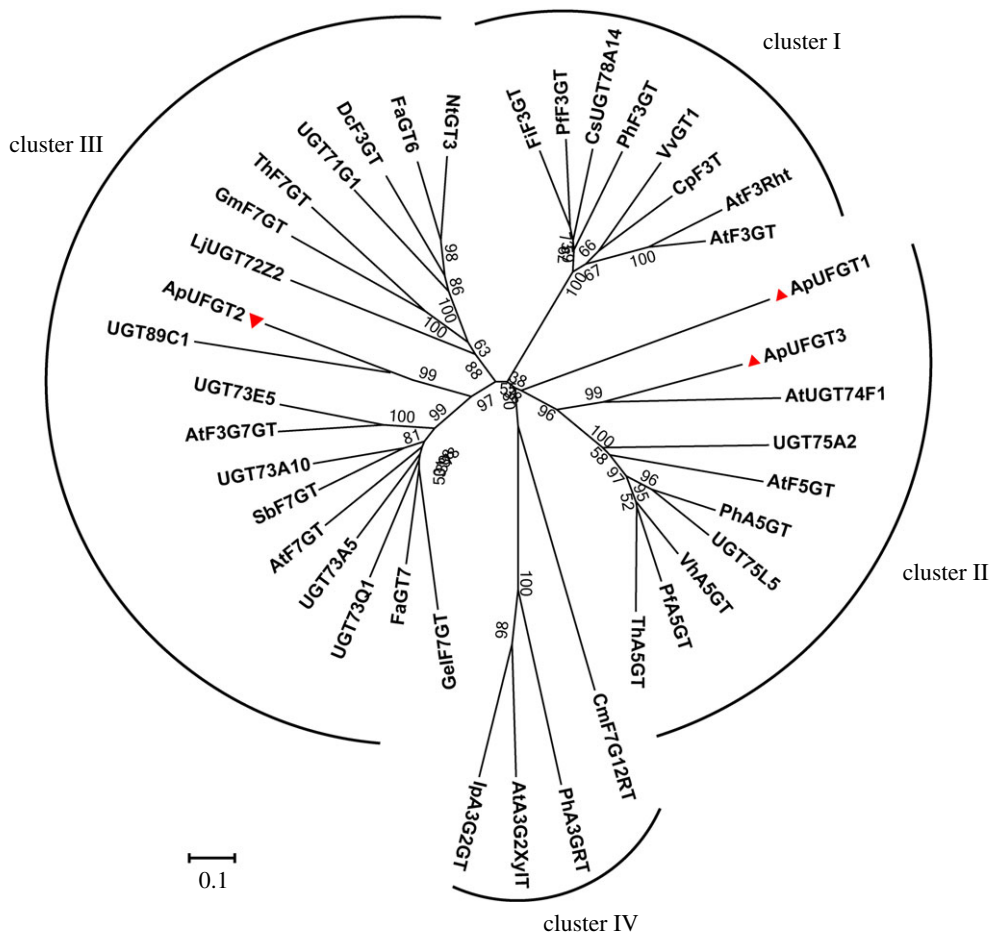 cluster I
FiF3GT
PfF3GT
CsUGT78A14
PhF3GT
VvGT1
CpF3T
AtF3Rht
AtF3GT
66
67
100
100
cluster II
ApUFGT1
ApUFGT3
AtUGT74F1
UGT75A2
AtF5GT
PhA5GT
UGT75L5
VhA5GT
PfA5GT
ThA5GT
38
99
96
100
58
97
96
95
52
cluster IV
CmF7G12RT
PhA3GRT
AtA3G2XylT
IpA3G2GT
100
86
cluster III
NtGT3
FaGT6
DcF3GT
UGT71G1
ThF7GT
GmF7GT
LjUGT72Z2
ApUFGT2
UGT89C1
UGT73E5
AtF3G7GT
UGT73A10
SbF7GT
AtF7GT
UGT73A5
UGT73Q1
FaGT7
GelF7GT
98
86
100
100
63
88
99
97
99
100
81
0.1